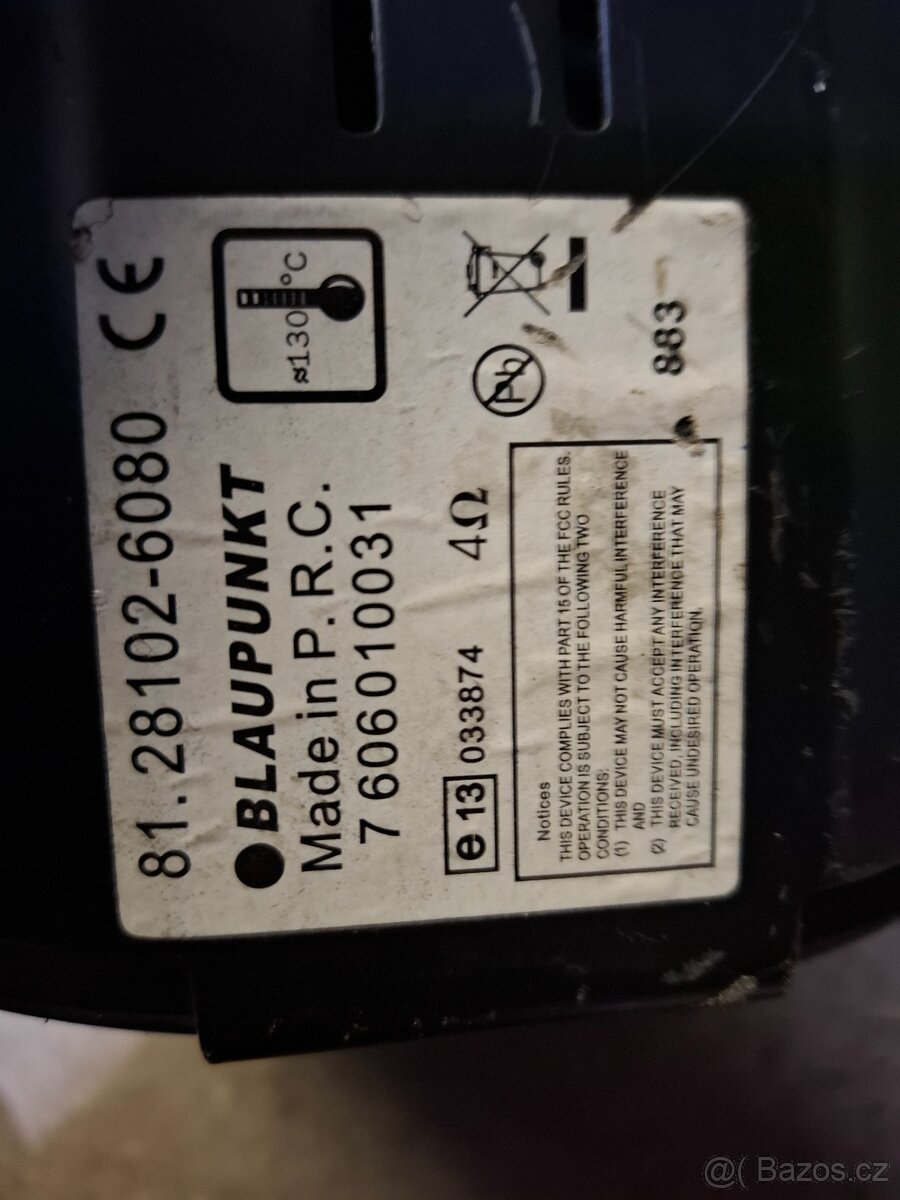 81.28102-6080 CE
BLAUPUNKT
Made in P.R.C.
7 606010031
≈130°C
e 13 033874 4Ω
Pb
Notices
THIS DEVICE COMPLIES WITH PART 15 OF THE FCC RULES.
OPERATION IS SUBJECT TO THE FOLLOWING TWO
CONDITIONS:
(1) THIS DEVICE MAY NOT CAUSE HARMFUL INTERFERENCE
AND
(2) THIS DEVICE MUST ACCEPT ANY INTERFERENCE
RECEIVED, INCLUDING INTERFERENCE THAT MAY
CAUSE UNDESIRED OPERATION.
883
@( Bazos.cz